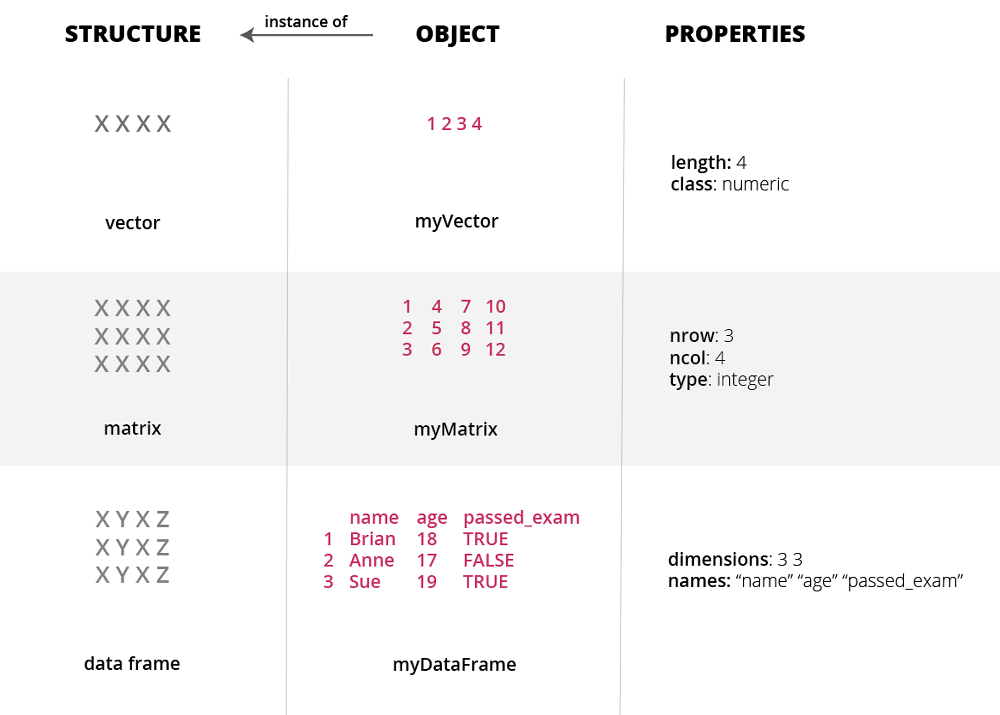 STRUCTURE
instance of
OBJECT
PROPERTIES
X X X X
vector
1 2 3 4
myVector
length: 4
class: numeric
X X X X
X X X X
X X X X
matrix
1 4 7 10
2 5 8 11
3 6 9 12
myMatrix
nrow: 3
ncol: 4
type: integer
X Y X Z
X Y X Z
X Y X Z
data frame
name age passed_exam
1 Brian 18 TRUE
2 Anne 17 FALSE
3 Sue 19 TRUE
myDataFrame
dimensions: 3 3
names: “name” “age” “passed_exam”